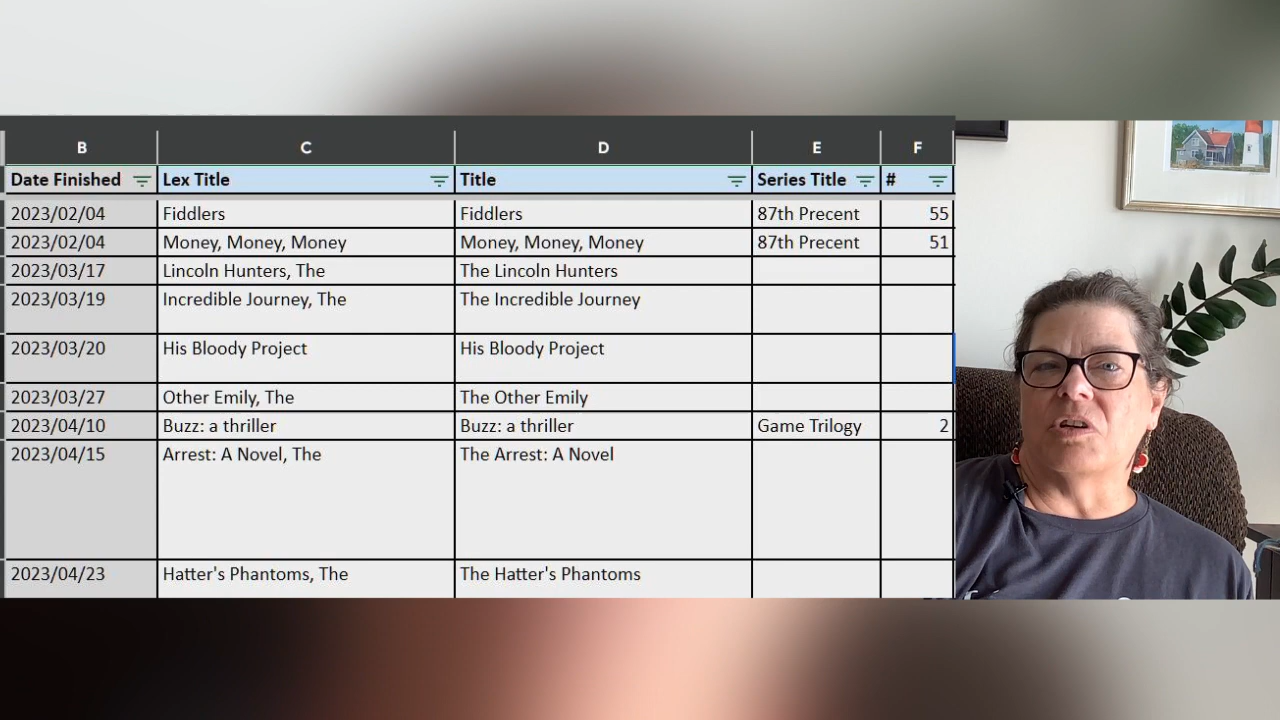 B C D E F
Date Finished Lex Title Title Series Title #
2023/02/04 Fiddlers Fiddlers 87th Precent 55
2023/02/04 Money, Money, Money Money, Money, Money 87th Precent 51
2023/03/17 Lincoln Hunters, The The Lincoln Hunters
2023/03/19 Incredible Journey, The The Incredible Journey
2023/03/20 His Bloody Project His Bloody Project
2023/03/27 Other Emily, The The Other Emily
2023/04/10 Buzz: a thriller Buzz: a thriller Game Trilogy 2
2023/04/15 Arrest: A Novel, The The Arrest: A Novel
2023/04/23 Hatter's Phantoms, The The Hatter's Phantoms